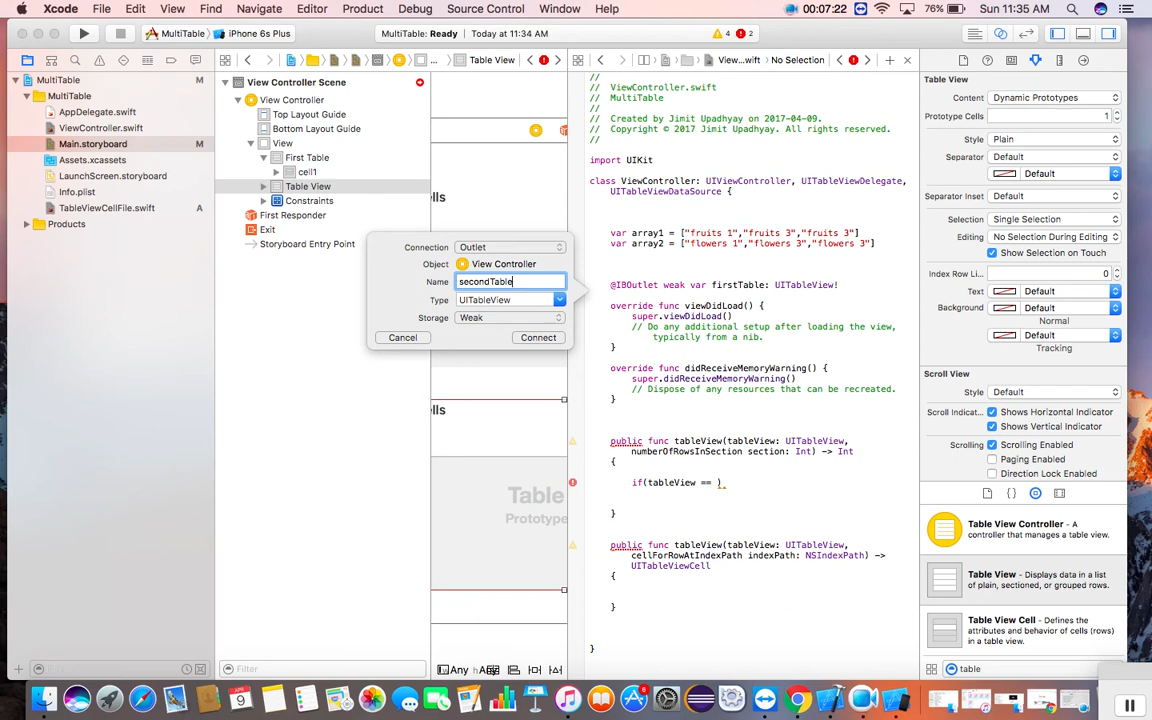 Xcode File Edit View Find Navigate Editor Product Debug Source Control Window Help 00:07:22 76% Sun 11:35 AM
MultiTable iPhone 6s Plus MultiTable: Ready Today at 11:34 AM 4 2
MultiTable M
MultiTable
AppDelegate.swift
ViewController.swift
Main.storyboard M
Assets.xcassets
LaunchScreen.storyboard
Info.plist
TableViewCellFile.swift A
Products
View Controller Scene
View Controller
Top Layout Guide
Bottom Layout Guide
View
First Table
cell1
Table View
Constraints
First Responder
Exit
Storyboard Entry Point
Filter
... Table View
ells
ells
Table
Prototype
Any
Connection Outlet
Object View Controller
Name secondTable
Type UITableView
Storage Weak
Cancel Connect
View...wift No Selection
//
// ViewController.swift
// MultiTable
//
// Created by Jimit Upadhyay on 2017-04-09.
// Copyright © 2017 Jimit Upadhyay. All rights reserved.
//
import UIKit
class ViewController: UIViewController, UITableViewDelegate,
UITableViewDataSource {
var array1 = ["fruits 1","fruits 3","fruits 3"]
var array2 = ["flowers 1","flowers 3","flowers 3"]
@IBOutlet weak var firstTable: UITableView!
override func viewDidLoad() {
super.viewDidLoad()
// Do any additional setup after loading the view,
typically from a nib.
}
override func didReceiveMemoryWarning() {
super.didReceiveMemoryWarning()
// Dispose of any resources that can be recreated.
}
public func tableView(tableView: UITableView,
numberOfRowsInSection section: Int) -> Int
{
if(tableView == )
}
public func tableView(tableView: UITableView,
cellForRowAtIndexPath indexPath: NSIndexPath) ->
UITableViewCell
{
}
}
Table View
Content Dynamic Prototypes
Prototype Cells 1
Style Plain
Separator Default
Default
Separator Inset Default
Selection Single Selection
Editing No Selection During Editing
Show Selection on Touch
Index Row Li... 0
Text Default
Background Default
Normal
Default
Tracking
Scroll View
Style Default
Scroll Indicat... Shows Horizontal Indicator
Shows Vertical Indicator
Scrolling Scrolling Enabled
Paging Enabled
Direction Lock Enabled
Table View Controller - A
controller that manages a table view.
Table View - Displays data in a list
of plain, sectioned, or grouped rows.
Table View Cell - Defines the
attributes and behavior of cells (rows)
in a table view.
table